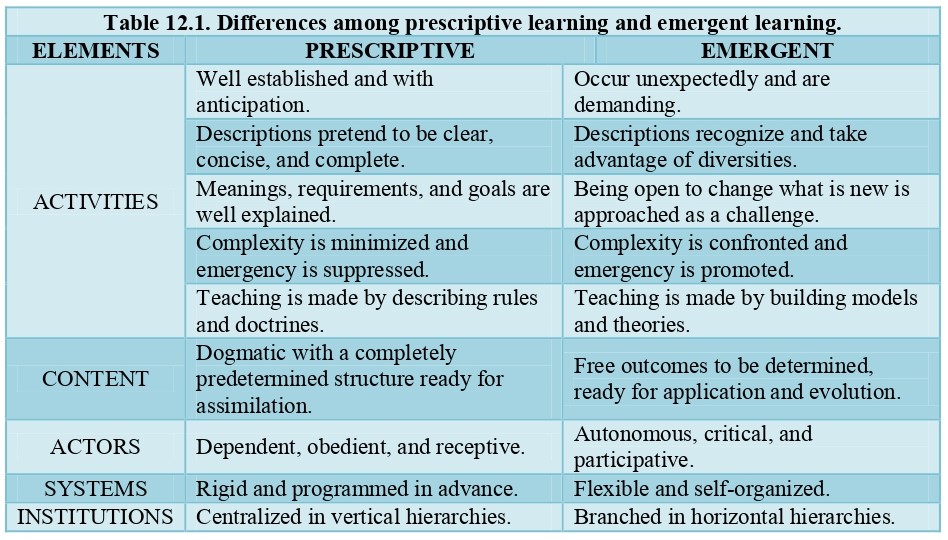 Table 12.1. Differences among prescriptive learning and emergent learning.
ELEMENTS PRESCRIPTIVE EMERGENT
ACTIVITIES
Well established and with
anticipation.
Occur unexpectedly and are
demanding.
Descriptions pretend to be clear,
concise, and complete.
Descriptions recognize and take
advantage of diversities.
Meanings, requirements, and goals are
well explained.
Being open to change what is new is
approached as a challenge.
Complexity is minimized and
emergency is suppressed.
Complexity is confronted and
emergency is promoted.
Teaching is made by describing rules
and doctrines.
Teaching is made by building models
and theories.
CONTENT
Dogmatic with a completely
predetermined structure ready for
assimilation.
Free outcomes to be determined,
ready for application and evolution.
ACTORS
Dependent, obedient, and receptive.
Autonomous, critical, and
participative.
SYSTEMS
Rigid and programmed in advance.
Flexible and self-organized.
INSTITUTIONS
Centralized in vertical hierarchies.
Branched in horizontal hierarchies.